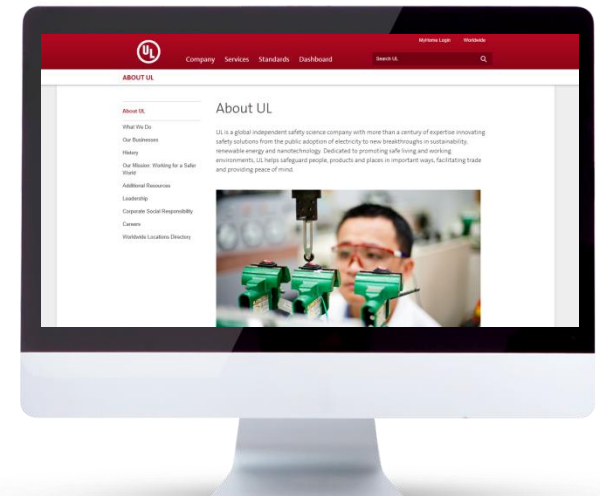 MyHome Login Worldwide
UL
Company Services Standards Dashboard
Search UL
ABOUT UL
About UL
What We Do
Our Businesses
History
Our Mission: Working for a Safer
World
Additional Resources
Leadership
Corporate Social Responsibility
Careers
Worldwide Locations Directory
About UL
UL is a global independent safety science company with more than a century of expertise innovating
safety solutions from the public adoption of electricity to new breakthroughs in sustainability,
renewable energy and nanotechnology. Dedicated to promoting safe living and working
environments, UL helps safeguard people, products and places in important ways, facilitating trade
and providing peace of mind.